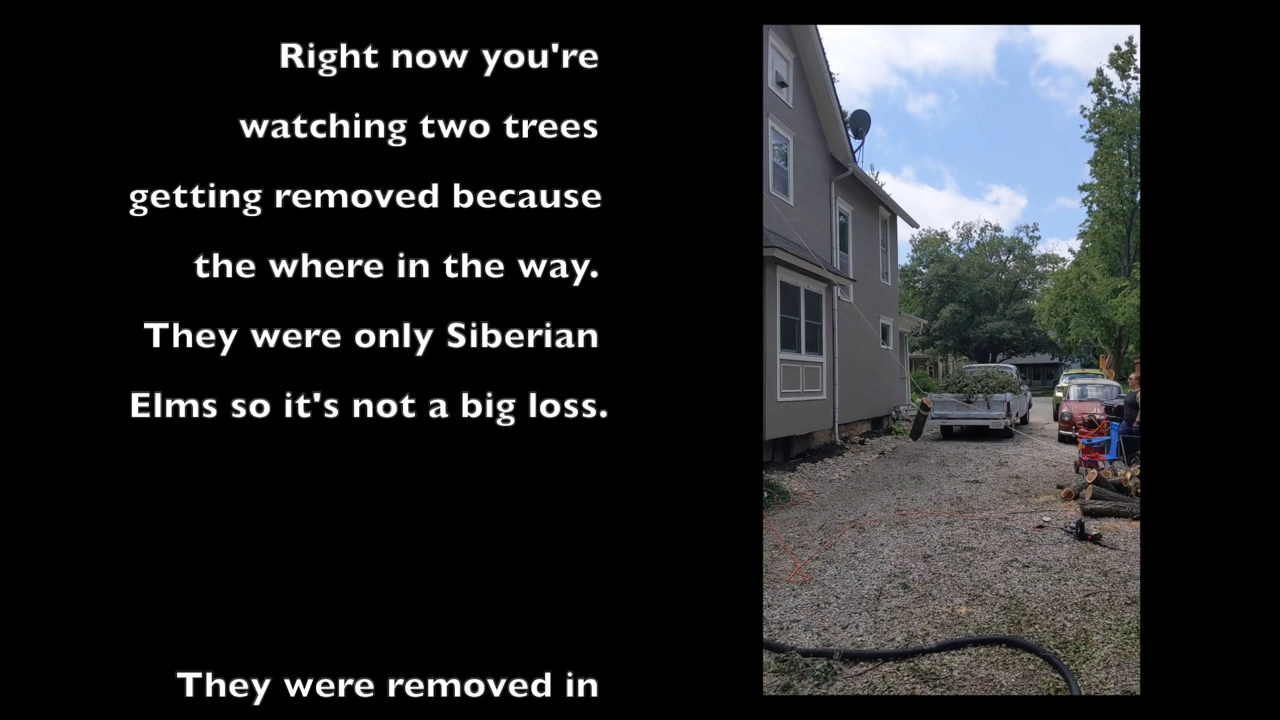 Right now you're
watching two trees
getting removed because
the where in the way.
They were only Siberian
Elms so it's not a big loss.
They were removed in